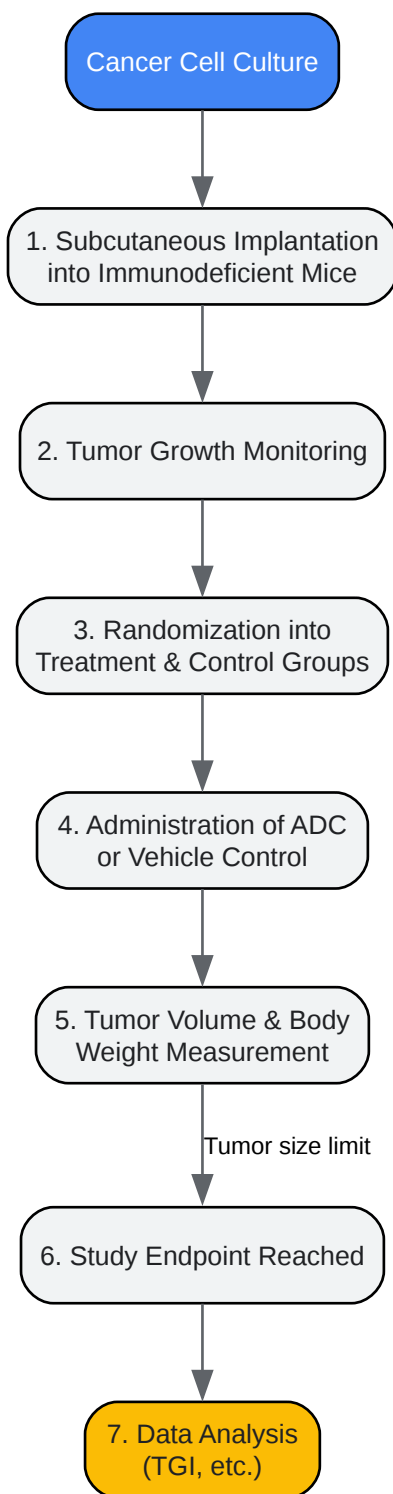 Cancer Cell Culture
1. Subcutaneous Implantation
into Immunodeficient Mice
2. Tumor Growth Monitoring
3. Randomization into
Treatment & Control Groups
4. Administration of ADC
or Vehicle Control
5. Tumor Volume & Body
Weight Measurement
Tumor size limit
6. Study Endpoint Reached
7. Data Analysis
(TGI, etc.)